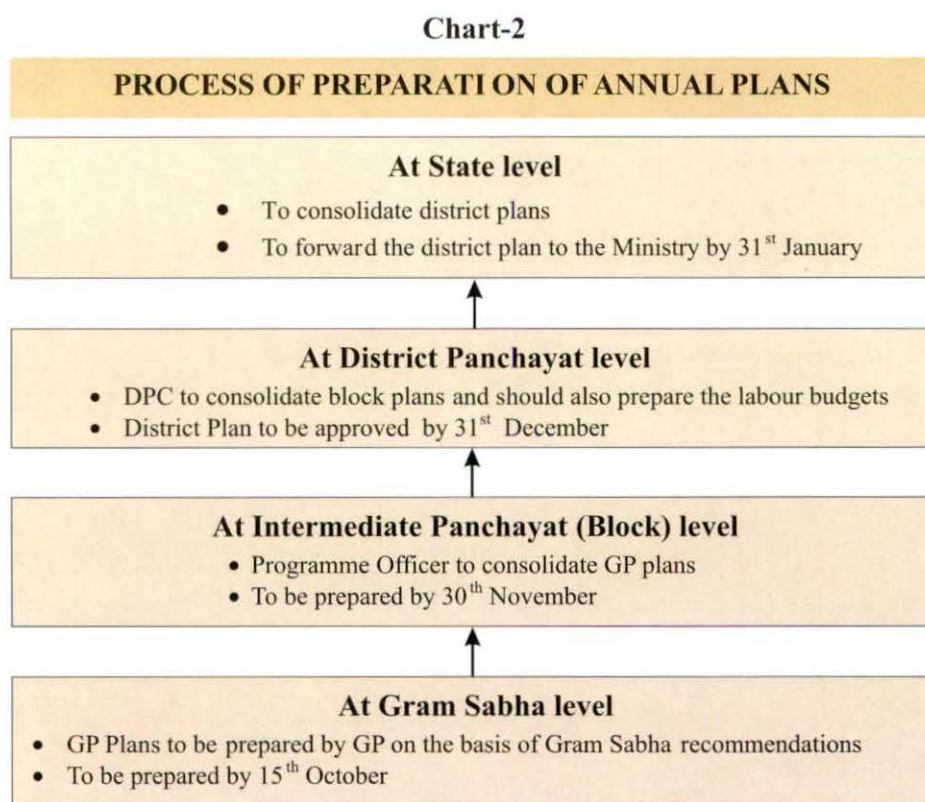 Chart-2
PROCESS OF PREPARATI ON OF ANNUAL PLANS
At State level
• To consolidate district plans
• To forward the district plan to the Ministry by 31st January
At District Panchayat level
• DPC to consolidate block plans and should also prepare the labour budgets
• District Plan to be approved by 31st December
At Intermediate Panchayat (Block) level
• Programme Officer to consolidate GP plans
• To be prepared by 30th November
At Gram Sabha level
• GP Plans to be prepared by GP on the basis of Gram Sabha recommendations
• To be prepared by 15th October